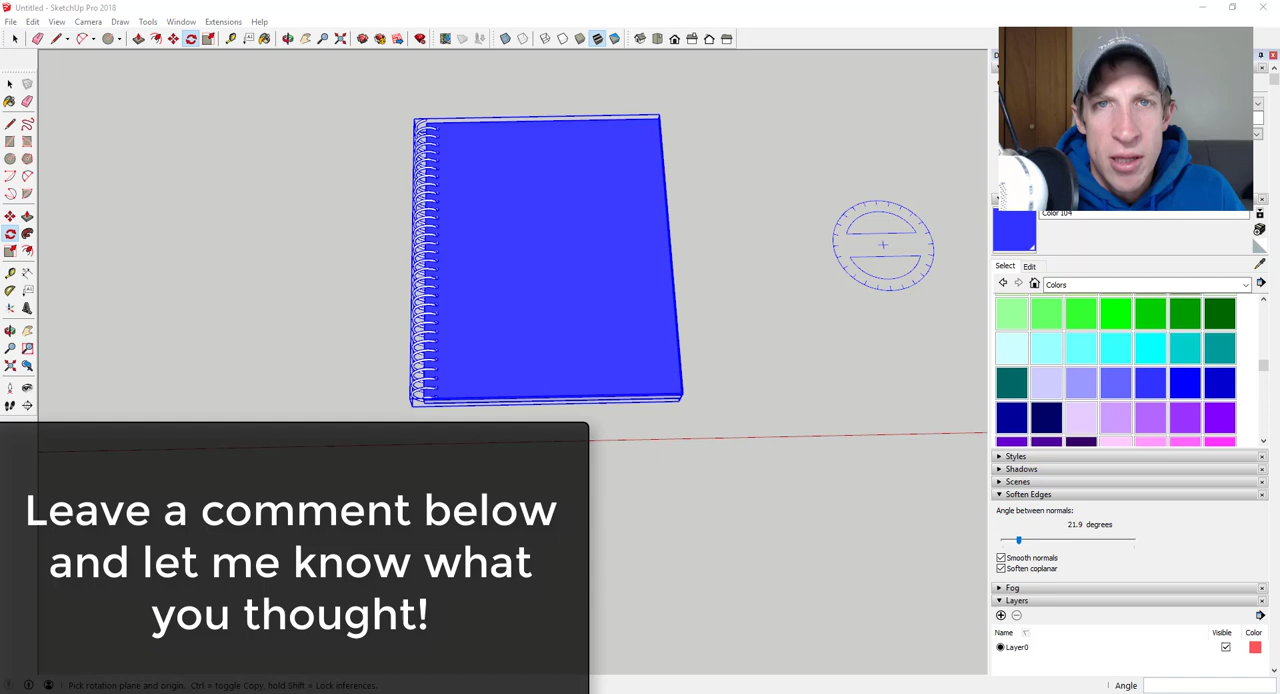 Untitled - SketchUp Pro 2018
File Edit View Camera Draw Tools Window Extensions Help
Color I04
Select Edit
Colors
Styles
Shadows
Scenes
Soften Edges
Angle between normals:
21.9 degrees
Smooth normals
Soften coplanar
Fog
Layers
Name Visible Color
Layer0
Leave a comment below
and let me know what
you thought!
Pick rotation plane and origin. Ctrl = toggle Copy, hold Shift = Lock inferences.
Angle